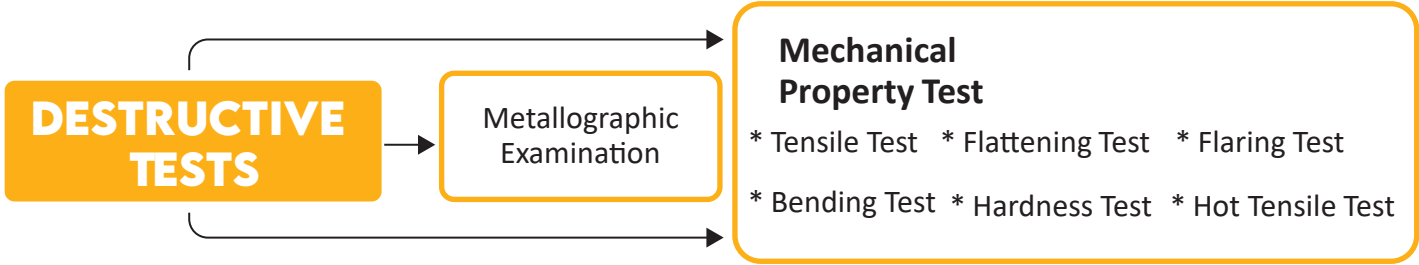 DESTRUCTIVE
TESTS
Metallographic
Examination
Mechanical
Property Test
* Tensile Test * Flattening Test * Flaring Test
* Bending Test * Hardness Test * Hot Tensile Test